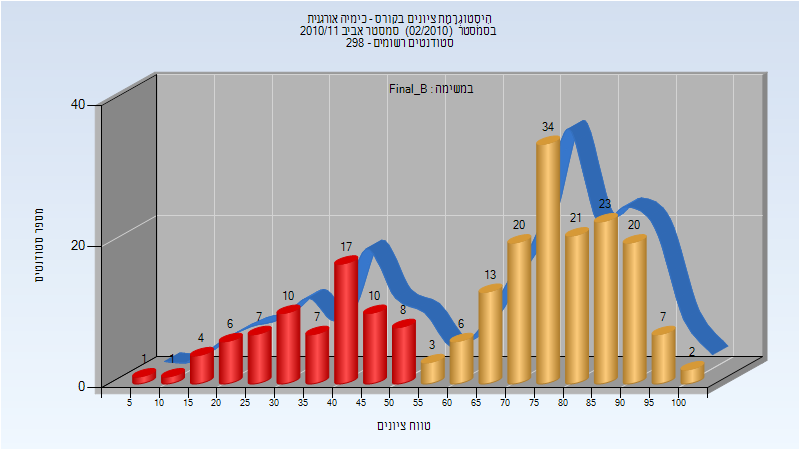 היסטוגרמת ציונים בקורס - כימיה אורגנית
בסמסטר (02/2010) סמסטר אביב 2010/11
סטודנטים רשומים - 298
במשימה : Final_B
מספר סטודנטים
40
20
0
1 1 4 6 7 10 7 17 10 8 3 6 13 20 34 21 23 20 7 2
5 10 15 20 25 30 35 40 45 50 55 60 65 70 75 80 85 90 95 100
טווח ציונים